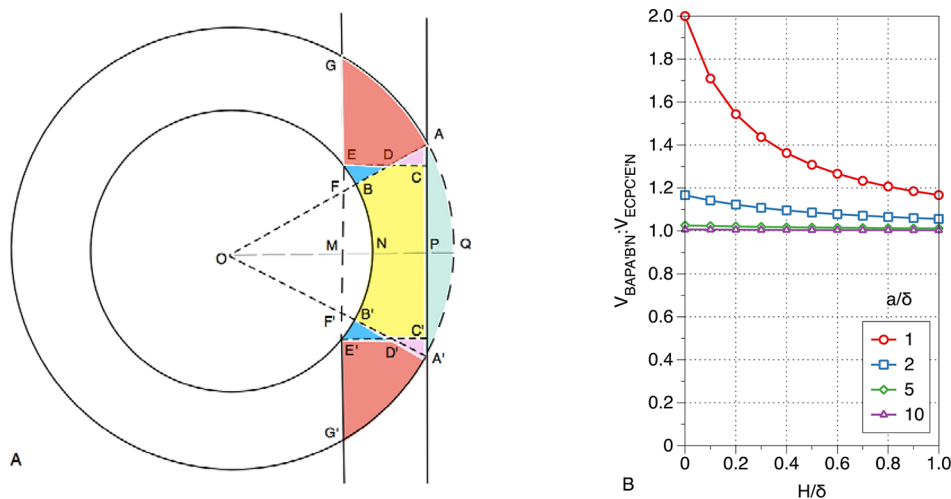 G
A
E
D
C
F
B
O
M
N
P
Q
F'
B'
C'
E'
D'
A'
G'
A
2.0
1.8
1.6
1.4
1.2
1.0
0.8
0.6
0.4
0.2
0
V_BAPA'B'N:V_ECPC'E'N
a/δ
1
2
5
10
0 0.2 0.4 0.6 0.8 1.0
H/δ
B